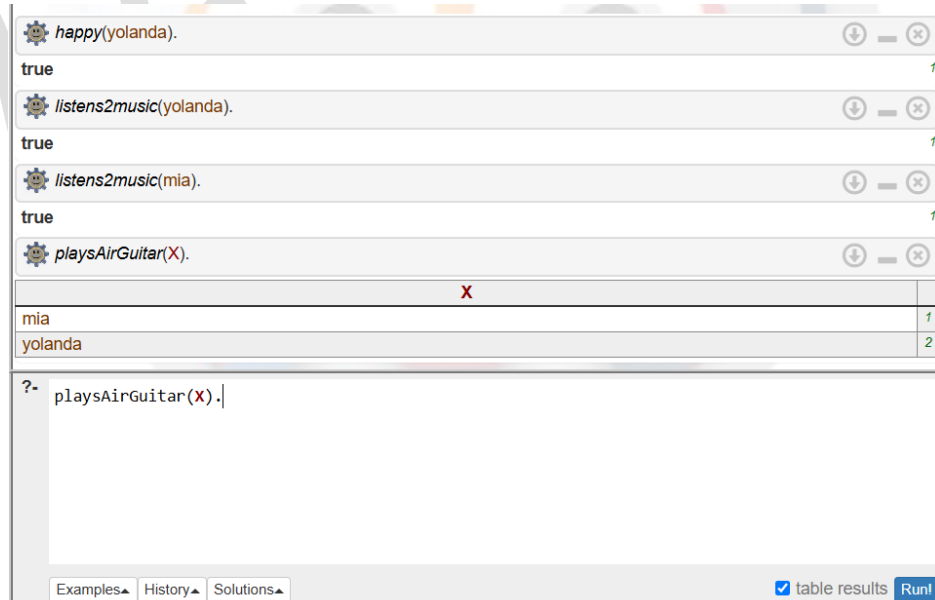 happy(yolanda).
true 1
listens2music(yolanda).
true 1
listens2music(mia).
true 1
playsAirGuitar(X).
X
mia 1
yolanda 2
?- playsAirGuitar(X).
Examples▴ History▴ Solutions▴ table results Run!